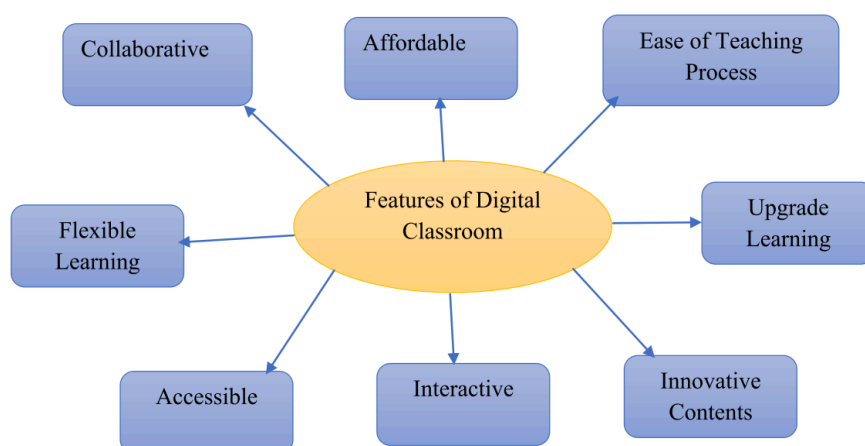 Collaborative
Affordable
Ease of Teaching
Process
Features of Digital
Classroom
Flexible
Learning
Upgrade
Learning
Accessible
Interactive
Innovative
Contents